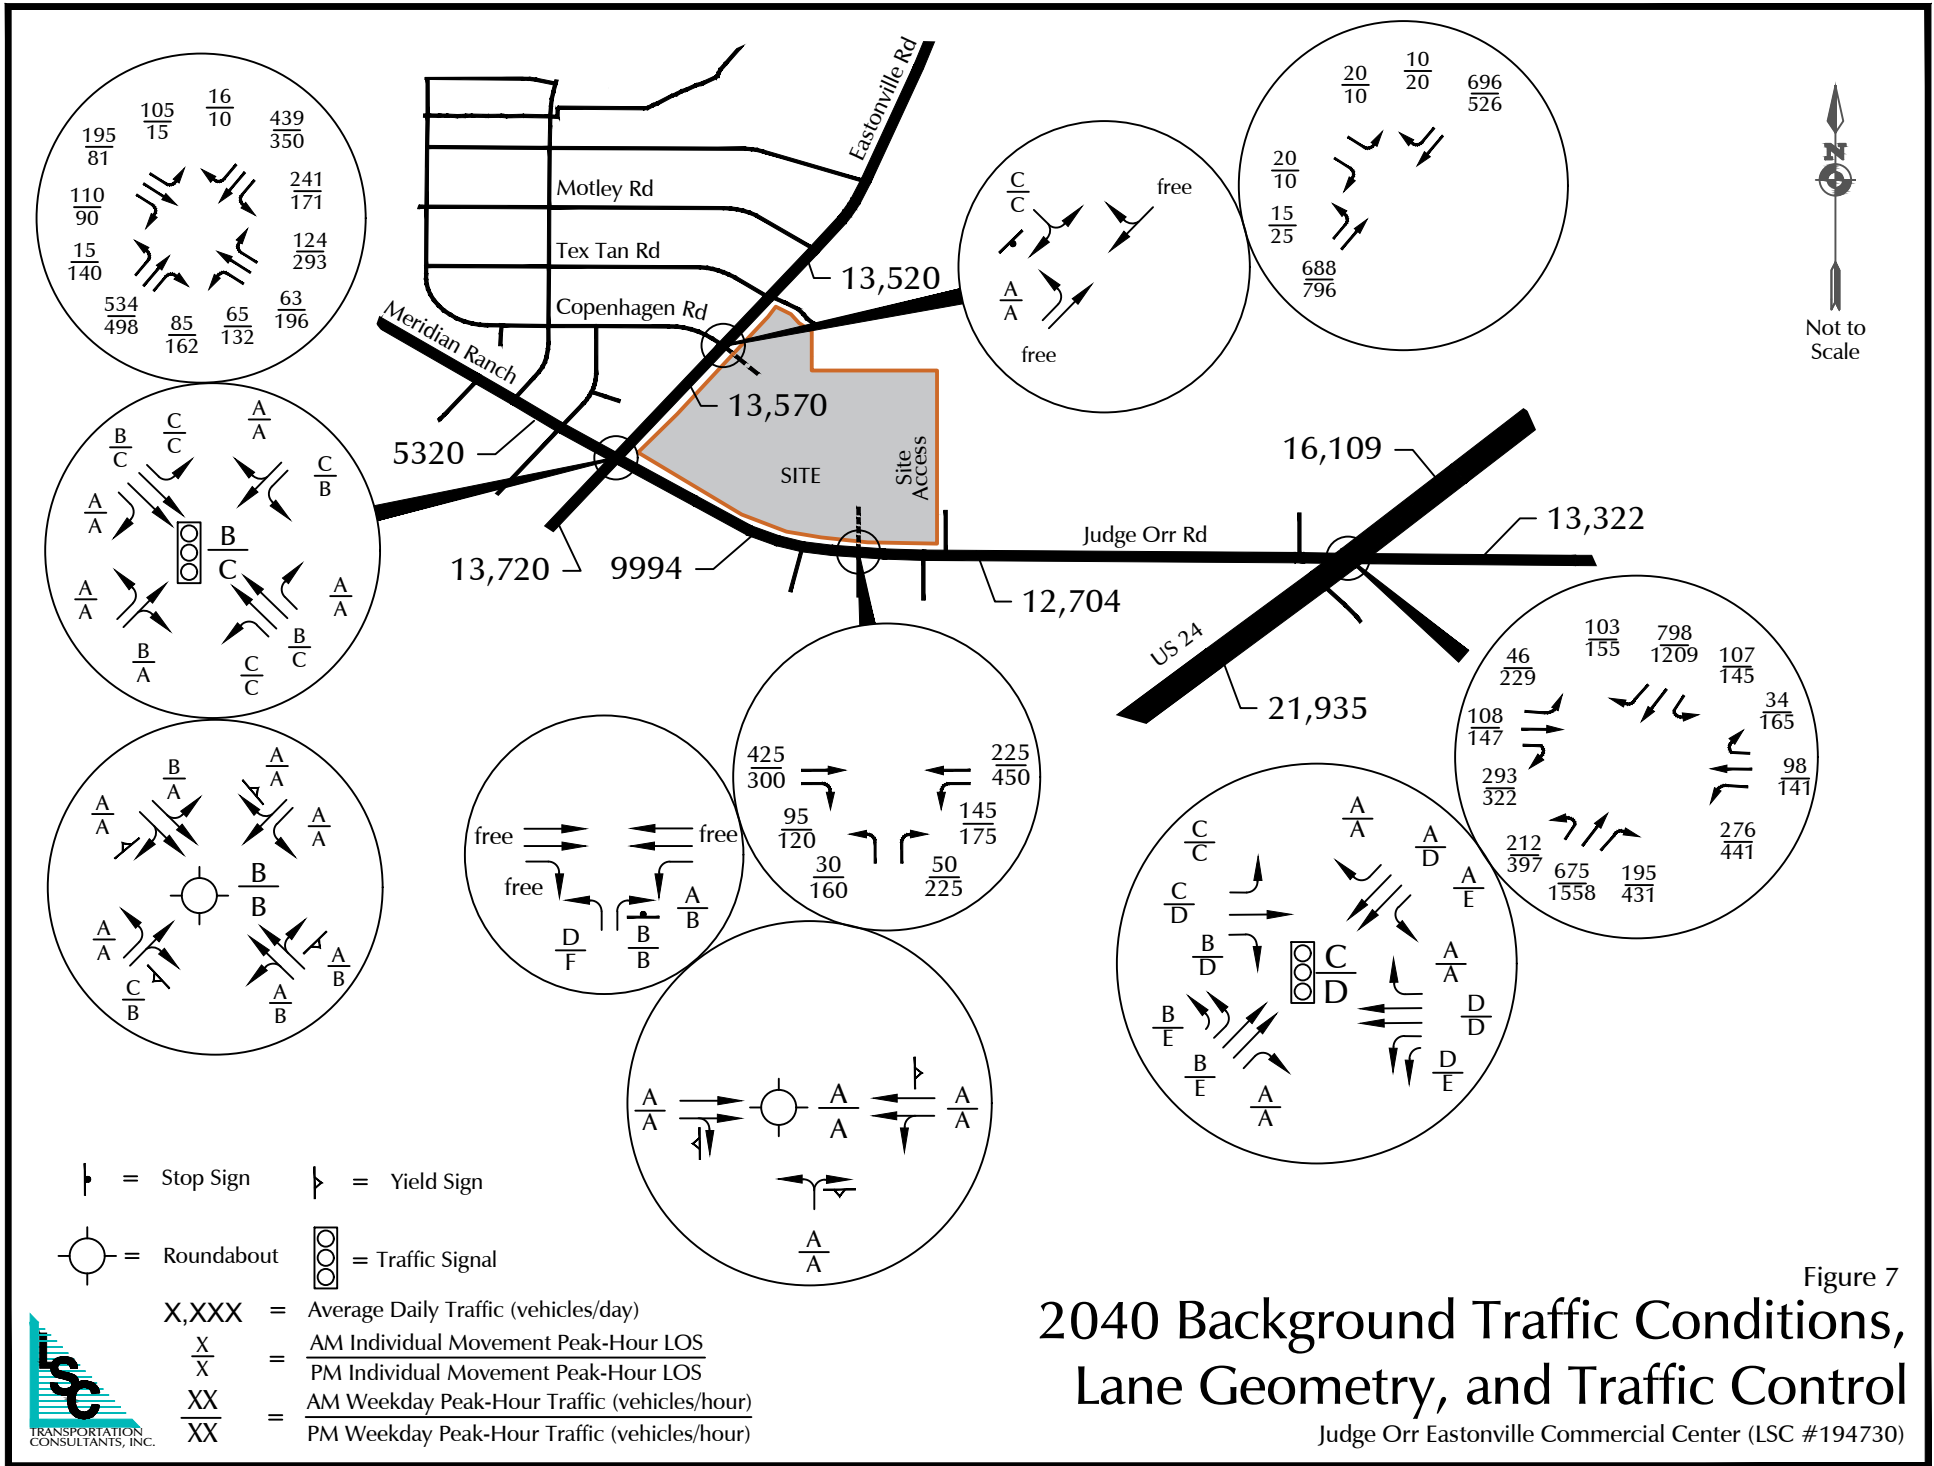 105
15
16
10
439
350
195
81
241
171
110
90
124
293
15
140
534
498
85
162
65
132
63
196
Eastonville Rd
Motley Rd
Tex Tan Rd
Copenhagen Rd
Meridian Ranch
13,520
13,570
5320
13,720
9994
12,704
SITE
Site
Access
Judge Orr Rd
US 24
16,109
13,322
21,935
C
C
free
A
A
free
20
10
10
20
696
526
20
10
15
25
688
796
N
Not to
Scale
B
C
C
C
A
A
C
B
A
A
B
C
A
A
A
A
B
A
C
C
B
C
B
A
A
A
A
A
A
A
B
B
A
A
C
B
A
B
A
B
free
free
free
A
B
D
F
B
B
425
300
225
450
95
120
145
175
30
160
50
225
A
A
A
A
A
A
A
A
103
155
798
1209
107
145
46
229
34
165
108
147
98
141
293
322
276
441
212
397
675
1558
195
431
C
C
A
A
A
D
A
E
C
D
B
D
C
D
A
A
D
D
B
E
B
E
A
A
D
E
= Stop Sign
= Yield Sign
= Roundabout
= Traffic Signal
X,XXX = Average Daily Traffic (vehicles/day)
X
X
= AM Individual Movement Peak-Hour LOS
PM Individual Movement Peak-Hour LOS
XX
XX
= AM Weekday Peak-Hour Traffic (vehicles/hour)
PM Weekday Peak-Hour Traffic (vehicles/hour)
LSC
TRANSPORTATION
CONSULTANTS, INC.
Figure 7
2040 Background Traffic Conditions,
Lane Geometry, and Traffic Control
Judge Orr Eastonville Commercial Center (LSC #194730)